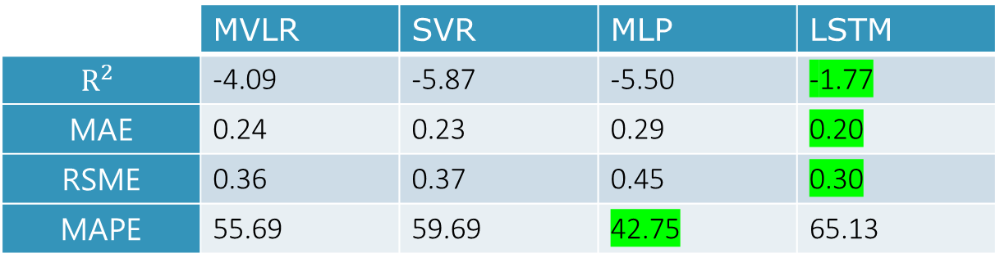 MVLR SVR MLP LSTM
R² -4.09 -5.87 -5.50 -1.77
MAE 0.24 0.23 0.29 0.20
RSME 0.36 0.37 0.45 0.30
MAPE 55.69 59.69 42.75 65.13